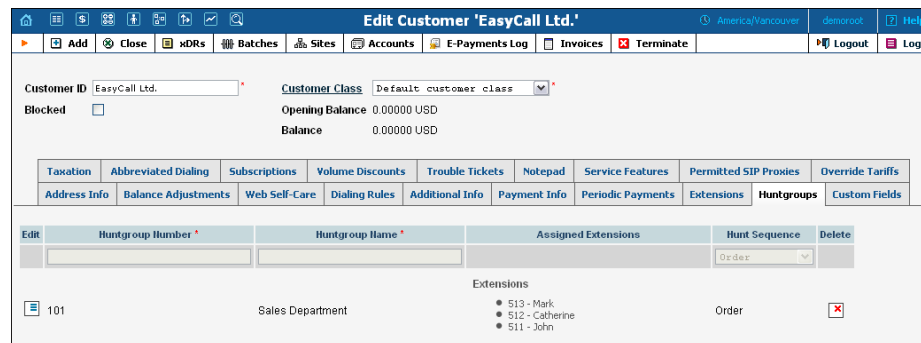 Edit Customer 'EasyCall Ltd.' America/Vancouver demoroot ? Help
Add Close xDRs Batches Sites Accounts E-Payments Log Invoices Terminate Logout Log
Customer ID EasyCall Ltd. * Customer Class Default customer class *
Blocked Opening Balance 0.00000 USD
Balance 0.00000 USD
Taxation Abbreviated Dialing Subscriptions Volume Discounts Trouble Tickets Notepad Service Features Permitted SIP Proxies Override Tariffs
Address Info Balance Adjustments Web Self-Care Dialing Rules Additional Info Payment Info Periodic Payments Extensions Huntgroups Custom Fields
Edit Huntgroup Number * Huntgroup Name * Assigned Extensions Hunt Sequence Delete
Order
Extensions
101 Sales Department • 513 - Mark Order
• 512 - Catherine
• 511 - John